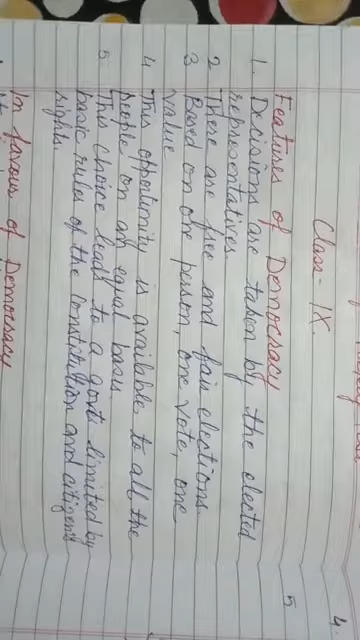 4.
Class- IX.
5
Features of Democracy
1. Decisions are taken by the elected
representatives
2 There are free and fair elections.
3 Based on one person, one vote, one
value
4 This opportunity is available to all the
people on an equal basis
5 This choice leads to a govt. limited by
basic rules of the constitution and citizens
rights.
In favour of Democracy